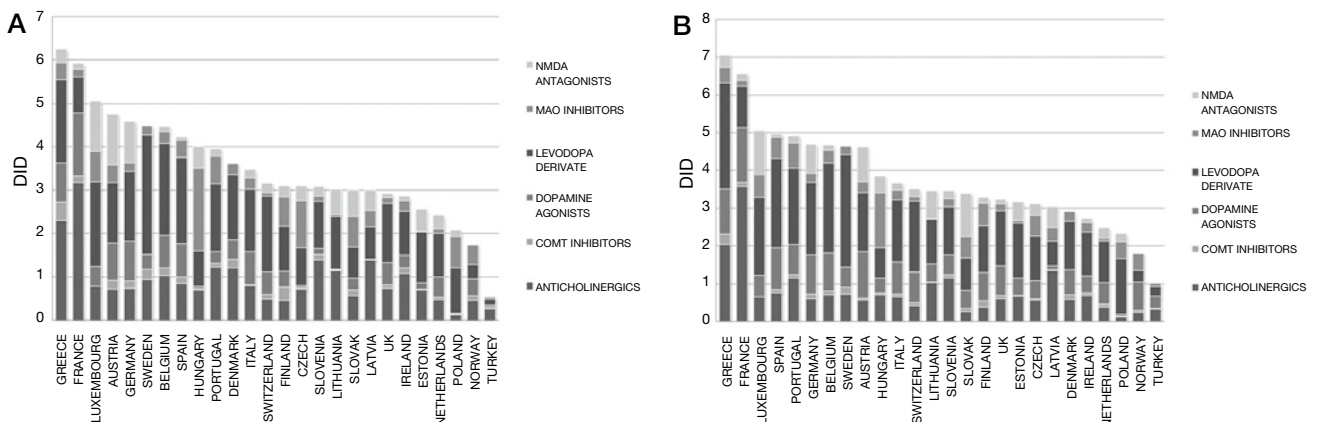 A
7
6
5
4
3
2
1
0
DID
NMDA
ANTAGONISTS
MAO INHIBITORS
LEVODOPA
DERIVATE
DOPAMINE
AGONISTS
COMT INHIBITORS
ANTICHOLINERGICS
GREECE
FRANCE
LUXEMBOURG
AUSTRIA
GERMANY
SWEDEN
BELGIUM
SPAIN
HUNGARY
PORTUGAL
DENMARK
ITALY
SWITZERLAND
FINLAND
CZECH
SLOVENIA
LITHUANIA
SLOVAK
LATVIA
UK
IRELAND
ESTONIA
NETHERLANDS
POLAND
NORWAY
TURKEY
B
8
7
6
5
4
3
2
1
0
DID
NMDA
ANTAGONISTS
MAO INHIBITORS
LEVODOPA
DERIVATE
DOPAMINE
AGONISTS
COMT INHIBITORS
ANTICHOLINERGICS
GREECE
FRANCE
LUXEMBOURG
SPAIN
PORTUGAL
GERMANY
BELGIUM
SWEDEN
AUSTRIA
HUNGARY
ITALY
SWITZERLAND
LITHUANIA
SLOVENIA
SLOVAK
FINLAND
UK
ESTONIA
CZECH
LATVIA
DENMARK
IRELAND
NETHERLANDS
POLAND
NORWAY
TURKEY